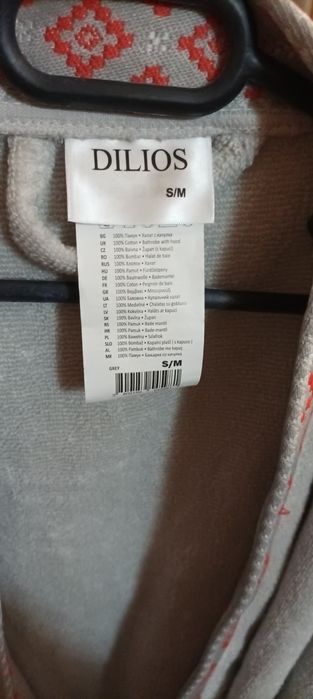 DILIOS
S/M
BG 100% Памук • Халат с качулка
UK 100% Cotton • Bathrobe with hood
CZ 100% Bavlna • Župan (s kapucí)
RO 100% Bumbac • Halat de baie
RUS 100% Хлопок •
HU 100% Pamut • Fürdőköpeny
DE 100% Baumwolle • Bademantel
FR 100% Coton • Peignoir de bain
GR 100% Βαμβάκι • Μπουρνούζι
UA 100% Бавовна • Купальний халат
LT 100% Medvilnė • Chalatas su gobtuvu
LV 100% Kokvilna • Halāts ar kapuci
SK 100% Bavlna • Župan
RS 100% Pamuk • Bade mantil
HR 100% Pamuk • Bade mantil
PL 100% Bawełna • Szlafrok
SLO 100% Bombaž • Kopalni plašč ( s kapuco )
AL 100% Pambuk • Bathrobe me kapuç
MK 100% Памук •
GREY S/M